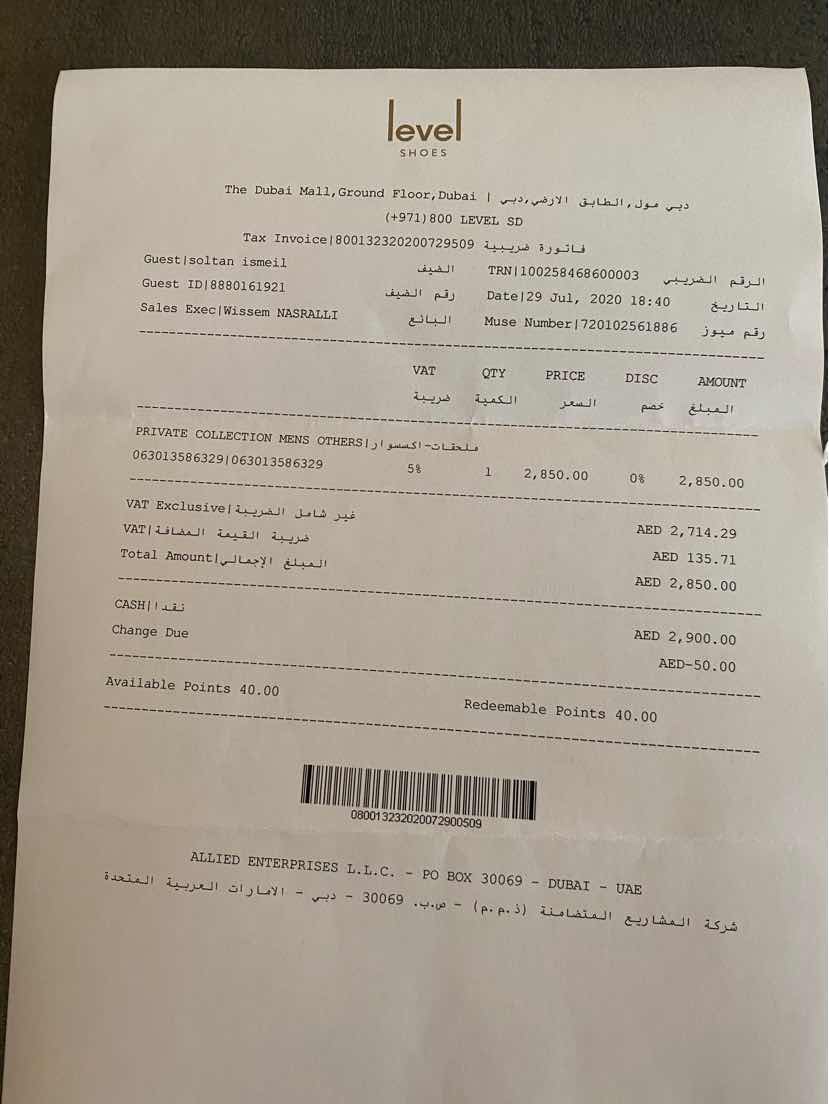 level
SHOES
The Dubai Mall,Ground Floor,Dubai | دبي مول,الطابق الارضي,دبي
(+971)800 LEVEL SD
Tax Invoice|800132320200729509 فاتورة ضريبية
Guest|soltan ismeil الضيف TRN|100258468600003 الرقم الضريبي
Guest ID|8880161921 رقم الضيف Date|29 Jul, 2020 18:40 التاريخ
Sales Exec|Wissem NASRALLI البائع Muse Number|720102561886 رقم ميوز
VAT QTY PRICE DISC AMOUNT
ضريبة الكمية السعر خصم المبلغ
PRIVATE COLLECTION MENS OTHERS|ملحقات-اكسسوار
063013586329|063013586329 5% 1 2,850.00 0% 2,850.00
VAT Exclusive|غير شامل الضريبة AED 2,714.29
VAT|ضريبة القيمة المضافة AED 135.71
Total Amount|المبلغ الإجمالي AED 2,850.00
CASH|نقدا! AED 2,900.00
Change Due AED-50.00
Available Points 40.00 Redeemable Points 40.00
080013232020072900509
ALLIED ENTERPRISES L.L.C. - PO BOX 30069 - DUBAI - UAE
شركة المشاريع المتضامنة (ذ.م.م) - ص.ب. 30069 - دبي - الامارات العربية المتحدة